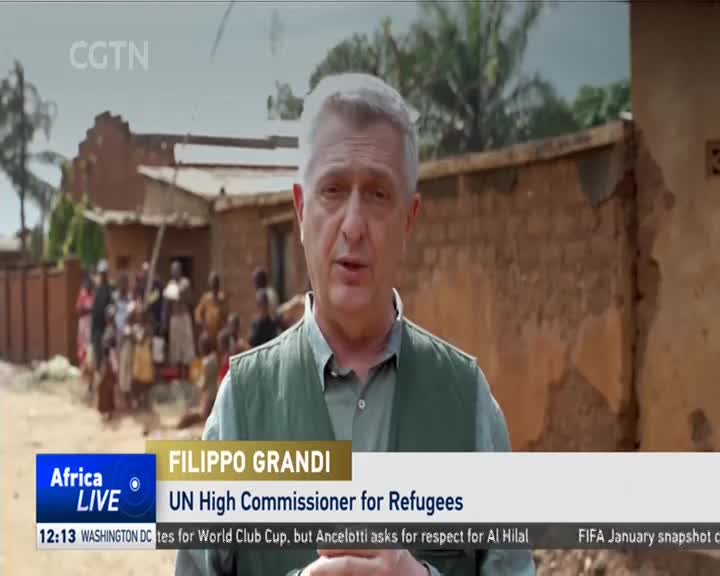 CGTN
FILIPPO GRANDI
UN High Commissioner for Refugees
Africa
LIVE
12:13 WASHINGTON DC
tes for World Club Cup, but Ancelotti asks for respect for Al Hilal FIFA January snapshot